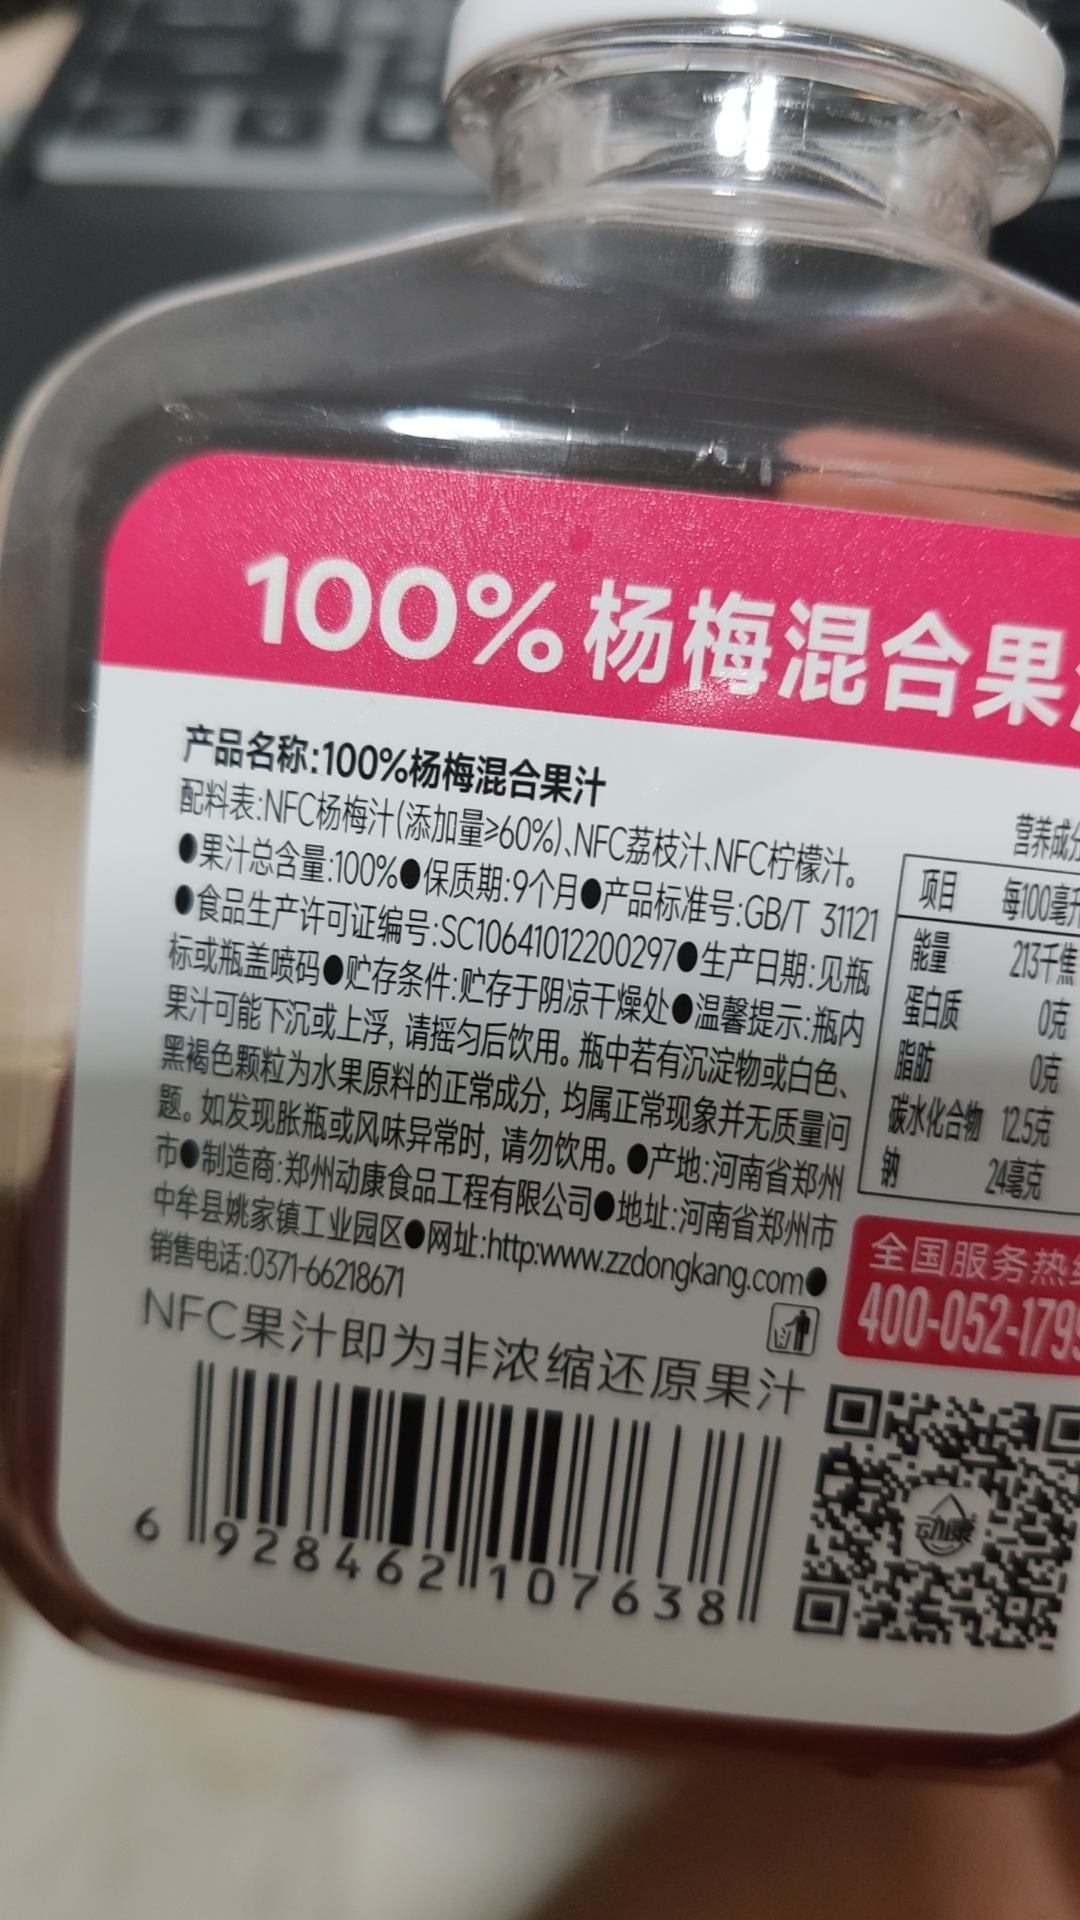 100%杨梅混合果
产品名称:100%杨梅混合果汁
配料表:NFC杨梅汁(添加量≥60%)、NFC荔枝汁、NFC柠檬汁。
●果汁总含量:100%●保质期:9个月●产品标准号:GB/T 31121
●食品生产许可证编号:SC10641012200297●生产日期:见瓶
标或瓶盖喷码●贮存条件:贮存于阴凉干燥处●温馨提示:瓶内
果汁可能下沉或上浮, 请摇匀后饮用。瓶中若有沉淀物或白色、
黑褐色颗粒为水果原料的正常成分, 均属正常现象并无质量问
题。如发现胀瓶或风味异常时, 请勿饮用。●产地:河南省郑州
市●制造商:郑州动康食品工程有限公司●地址:河南省郑州市
中牟县姚家镇工业园区●网址:http:www.zzdongkang.com●
销售电话:0371-66218671
NFC果汁即为非浓缩还原果汁
6 928462 107638
营养成分
项目 每100毫升
能量 213千焦
蛋白质 0克
脂肪 0克
碳水化合物 12.5克
钠 24毫克
全国服务热线
400-052-1799
动康